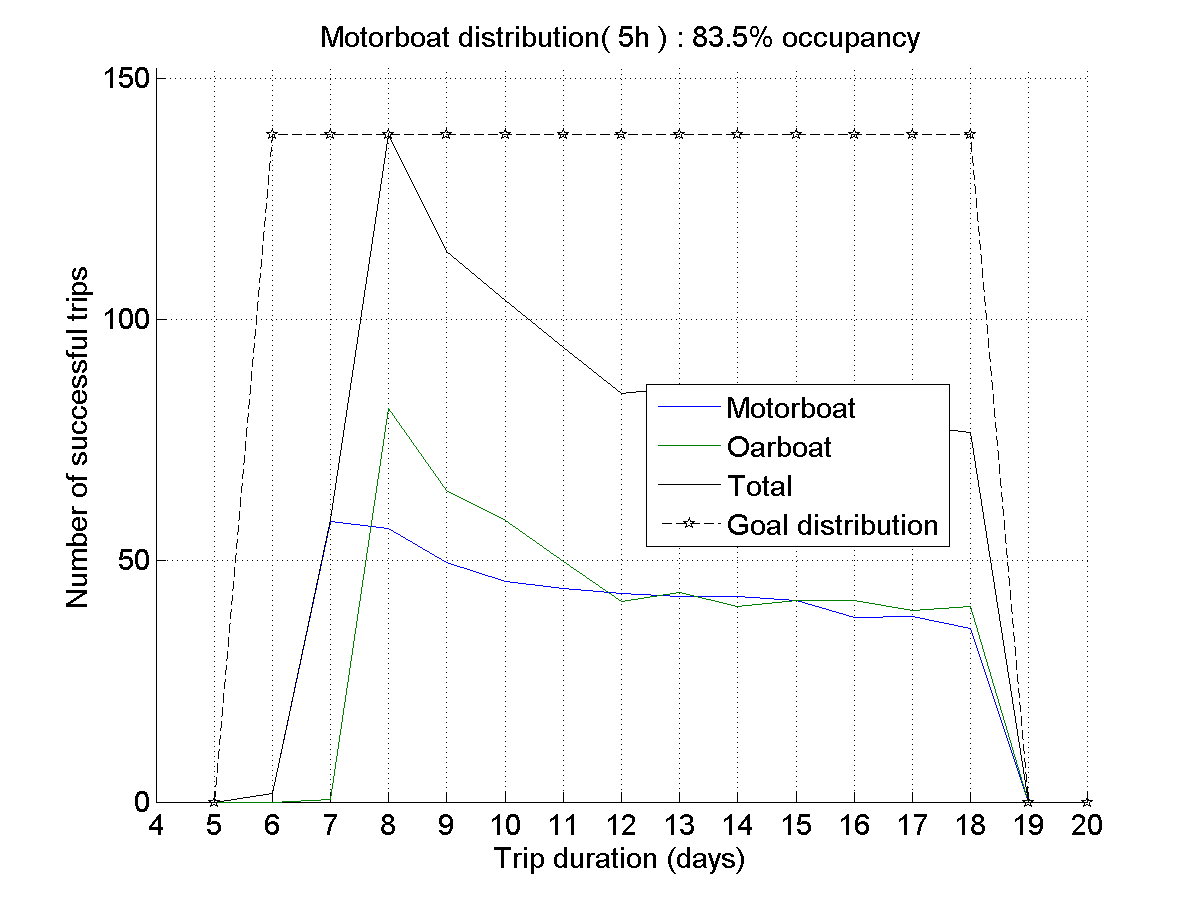 Motorboat distribution( 5h ) : 83.5% occupancy
150
100
50
0
Number of successful trips
Motorboat
Oarboat
Total
Goal distribution
4 5 6 7 8 9 10 11 12 13 14 15 16 17 18 19 20
Trip duration (days)